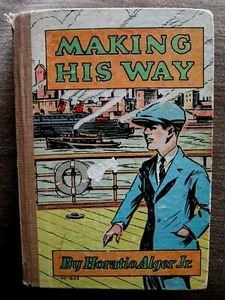 MAKING
HIS WAY
By Horatio Alger Jr.